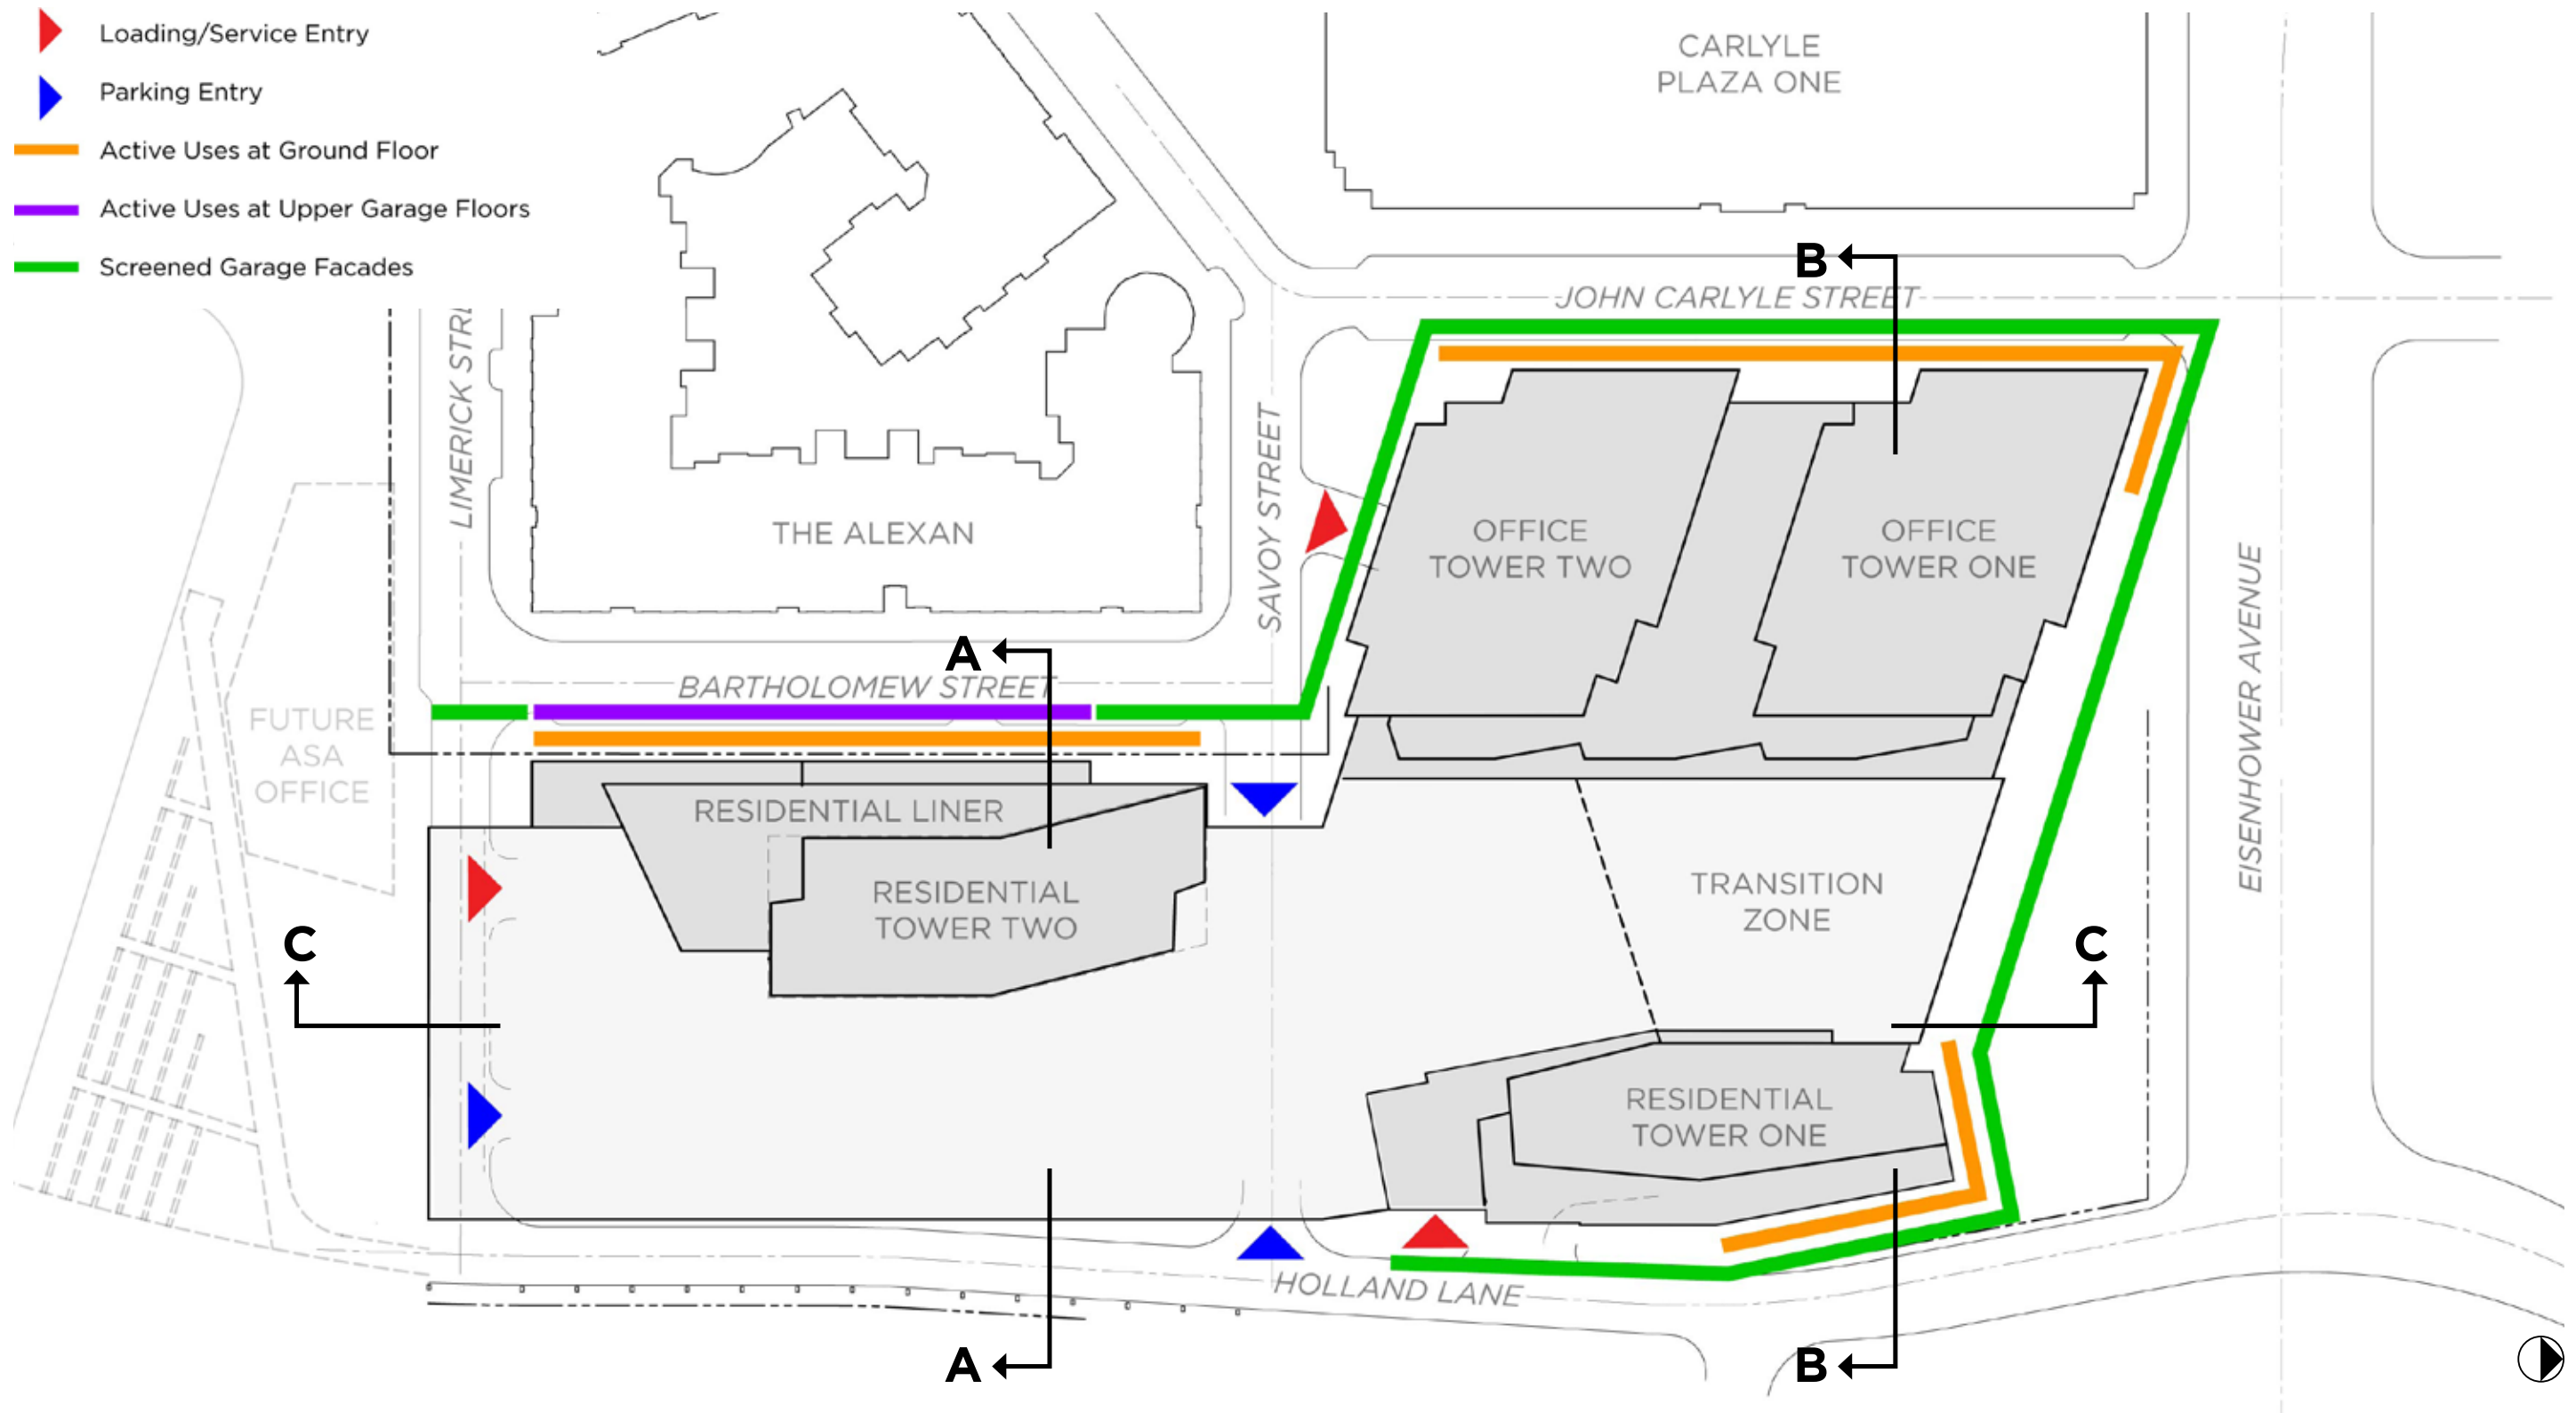 Loading/Service Entry
Parking Entry
Active Uses at Ground Floor
Active Uses at Upper Garage Floors
Screened Garage Facades
CARLYLE
PLAZA ONE
B
JOHN CARLYLE STREET
LIMERICK STRE
THE ALEXAN
SAVOY STREET
OFFICE
TOWER TWO
OFFICE
TOWER ONE
EISENHOWER AVENUE
A
BARTHOLOMEW STREET
FUTURE
ASA
OFFICE
RESIDENTIAL LINER
RESIDENTIAL
TOWER TWO
TRANSITION
ZONE
C
C
RESIDENTIAL
TOWER ONE
HOLLAND LANE
A
B